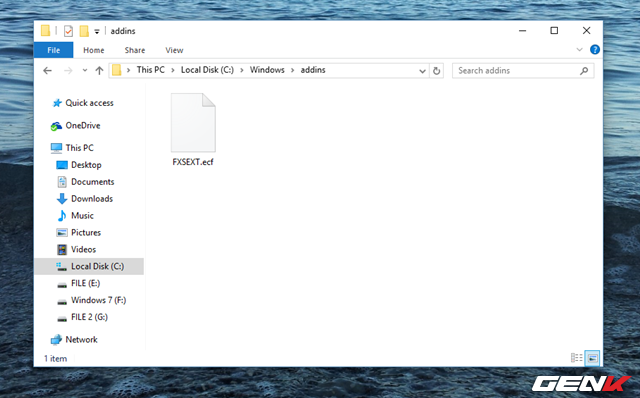 addins
File Home Share View
This PC Local Disk (C:) Windows addins Search addins
Quick access
OneDrive
This PC
Desktop
Documents
Downloads
Music
Pictures
Videos
Local Disk (C:)
FILE (E:)
Windows 7 (F:)
FILE 2 (G:)
Network
FXSEXT.ecf
1 item
GENK